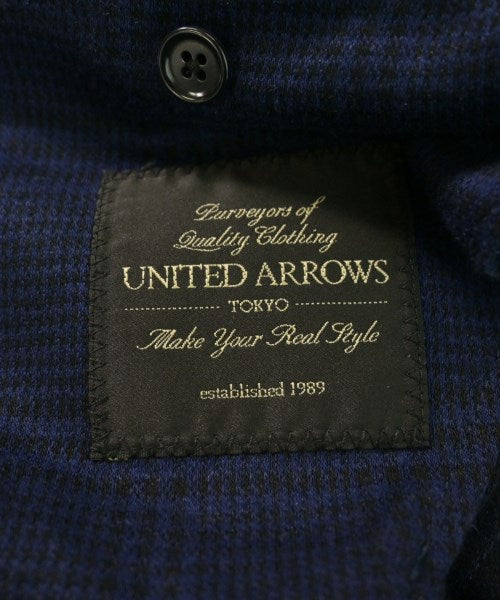 Purveyors of
Quality Clothing
UNITED ARROWS
TOKYO
Make Your Real Style
established 1989